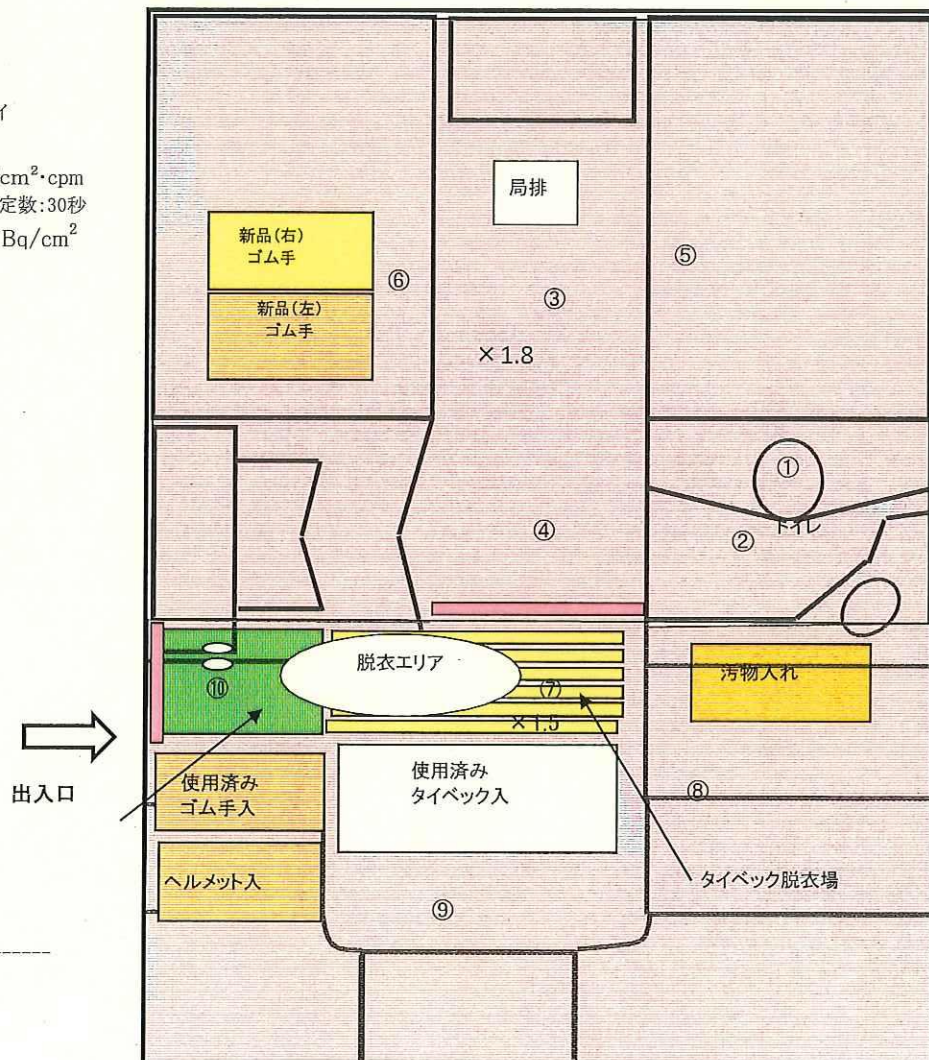 イ
cm²・cpm
定数:30秒
Bq/cm²
局排
新品(右)
ゴム手
⑤
⑥
③
新品(左)
ゴム手
×1.8
①
④
②
トイレ
脱衣エリア
汚物入れ
⑩
⑦
×1.5
出入口
使用済み
ゴム手入
使用済み
タイベック入
⑧
ヘルメット入
タイベック脱衣場
⑨